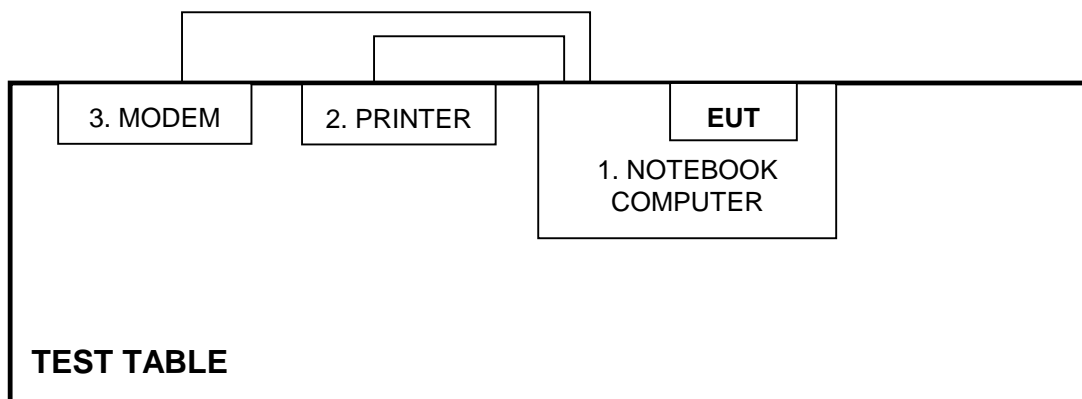 3. MODEM
2. PRINTER
EUT
1. NOTEBOOK
COMPUTER
TEST TABLE